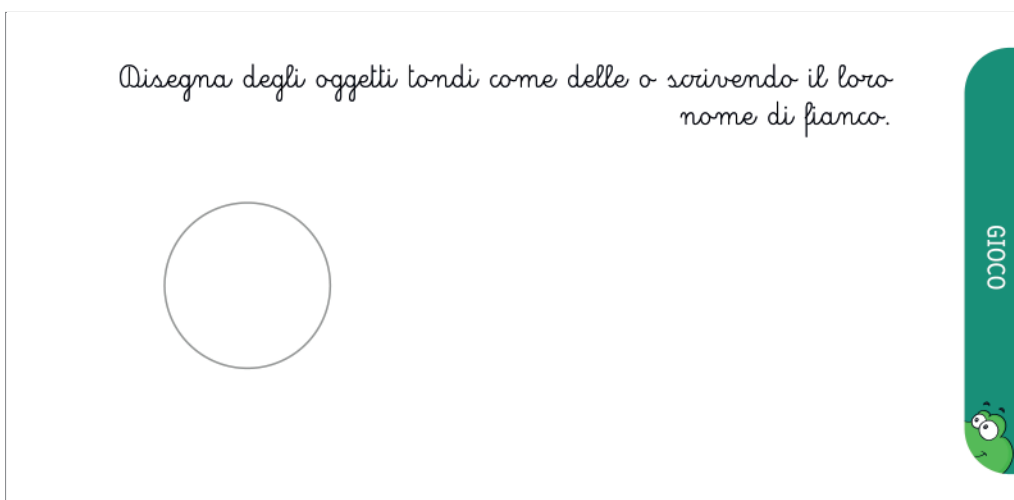 Disegna degli oggetti tondi come delle o scrivendo il loro
nome di fianco.
GIOCO